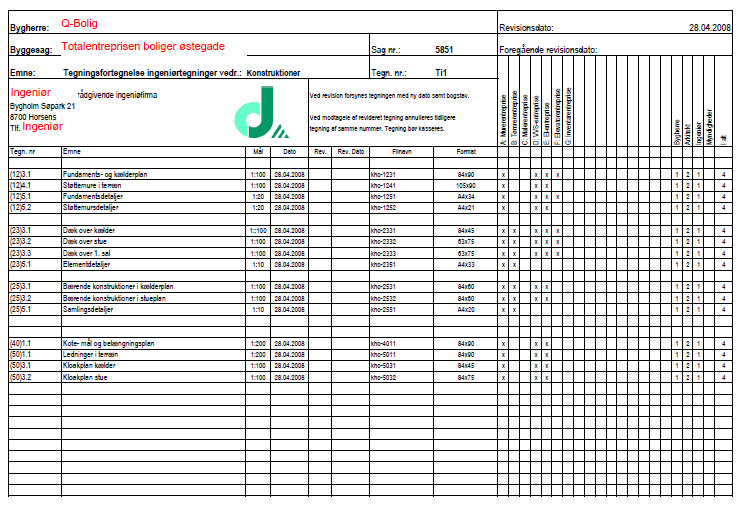 Bygherre: Q-Bolig Revisionsdato: 28.04.2008
Byggesag: Totalentreprisen boliger østegade Sag nr.: 5851 Foregående revisionsdato:
Emne: Tegningsfortegnelse ingeniørtegninger vedr.: Konstruktioner Tegn. nr.: Ti1
Ingeniør rådgivende ingeniørfirma
Bygholm Søpark 21
8700 Horsens
Tlf. Ingeniør
Ved revision forsynes tegningen med ny dato samt bogstav.
Ved modtagelse af revideret tegning annulleres tidligere
tegning af samme nummer. Tegning bør kasseres.
A: Murerentreprise
B: Tømrerentreprise
C: Malerentreprise
D: VVS-entreprise
E: El-entreprise
F: Elevatorentreprise
G: Inventarentreprise
Bygherre
Arkitekt
Ingeniør
Myndigheder
I alt
Tegn. nr Emne Mål Dato Rev. Rev. Dato Filnavn Format
(12)3.1 Fundaments- og kælderplan 1:100 28.04.2008 kho-1231 84x90 x x x x 1 2 1 4
(12)4.1 Støttemure i terræn 1:100 28.04.2008 kho-1241 105x90 x x x x 1 2 1 4
(12)5.1 Fundamentsdetaljer 1:20 28.04.2008 kho-1251 A4x34 x x x x 1 2 1 4
(12)5.2 Støttemursdetaljer 1:20 28.04.2008 kho-1252 A4x21 x x x 1 2 1 4
(23)3.1 Dæk over kælder 1::100 28.04.2008 kho-2331 84x45 x x x x x 1 2 1 4
(23)3.2 Dæk over stue 1:100 28.04.2008 kho-2332 63x75 x x x x x 1 2 1 4
(23)3.3 Dæk over 1. sal 1:100 28.04.2008 kho-2333 63x75 x x x x x 1 2 1 4
(23)5.1 Elementdetaljer 1:10 28.04.2008 kho-2351 A4x33 x x 1 2 1 4
(25)3.1 Bærende konstruktioner i kælderplan 1:100 28.04.2008 kho-2531 84x60 x x x x 1 2 1 4
(25)3.2 Bærende konstruktioner i stueplan 1:100 28.04.2008 kho-2532 84x60 x x x x 1 2 1 4
(25)5.1 Samlingsdetaljer 1:10 28.04.2008 kho-2551 A4x20 x x 1 2 1 4
(40)1.1 Kote- mål og belægningsplan 1:200 28.04.2008 kho-4011 84x90 x x x 1 2 1 4
(50)1.1 Ledninger i terræn 1:200 28.04.2008 kho-5011 84x90 x x x 1 2 1 4
(50)3.1 Kloakplan kælder 1:100 28.04.2008 kho-5031 84x45 x x x 1 2 1 4
(50)3.2 Kloakplan stue 1:100 28.04.2008 kho-5032 84x75 x x x 1 2 1 4